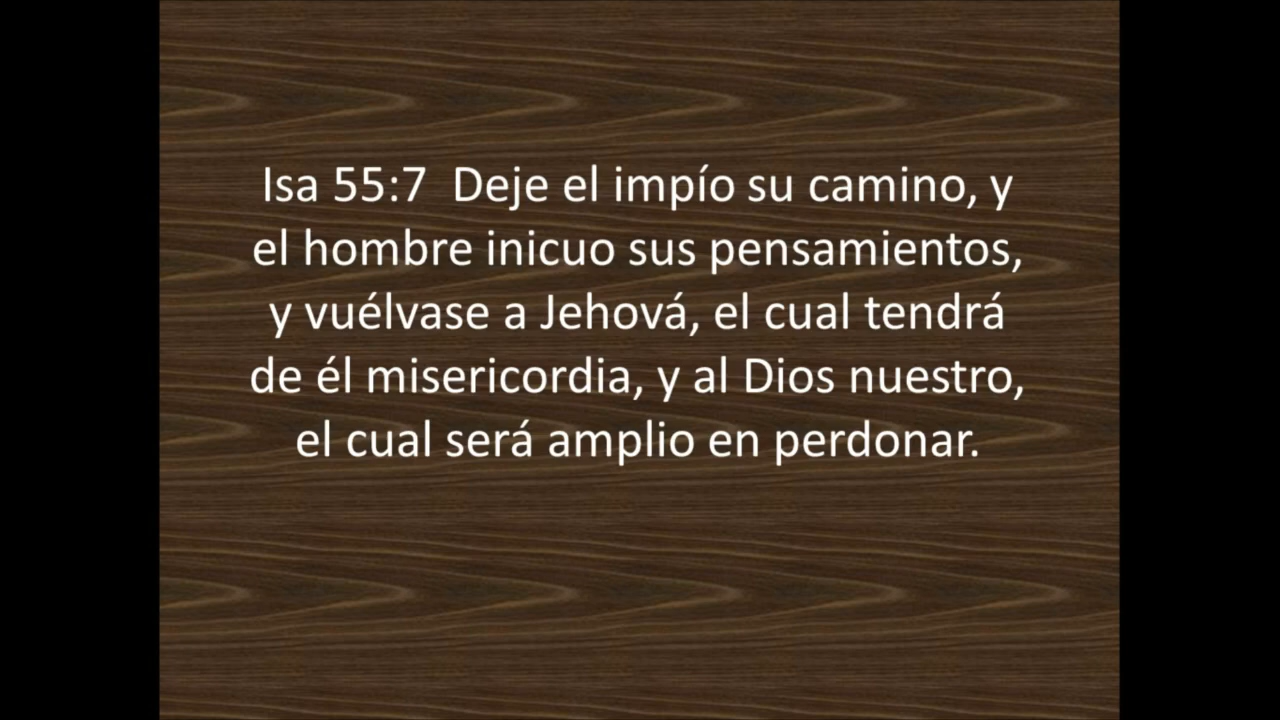 Isa 55:7  Deje el impío su camino, y
el hombre inicuo sus pensamientos,
y vuélvase a Jehová, el cual tendrá
de él misericordia, y al Dios nuestro,
el cual será amplio en perdonar.